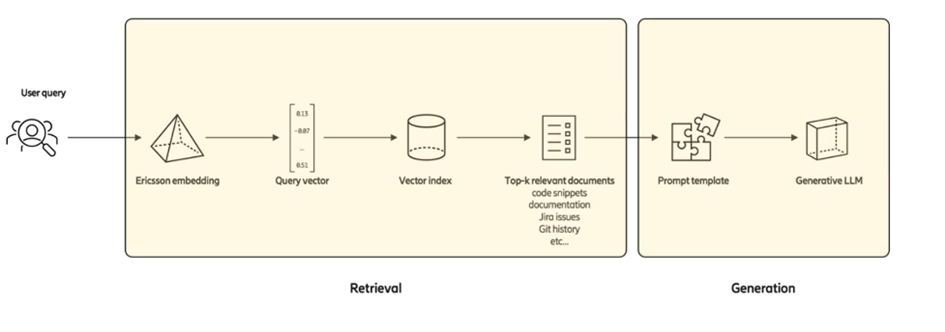 User query
0.13
-0.07
...
0.51
Ericsson embedding
Query vector
Vector index
Top-k relevant documents
code snippets
documentation
Jira issues
Git history
etc...
Prompt template
Generative LLM
Retrieval
Generation